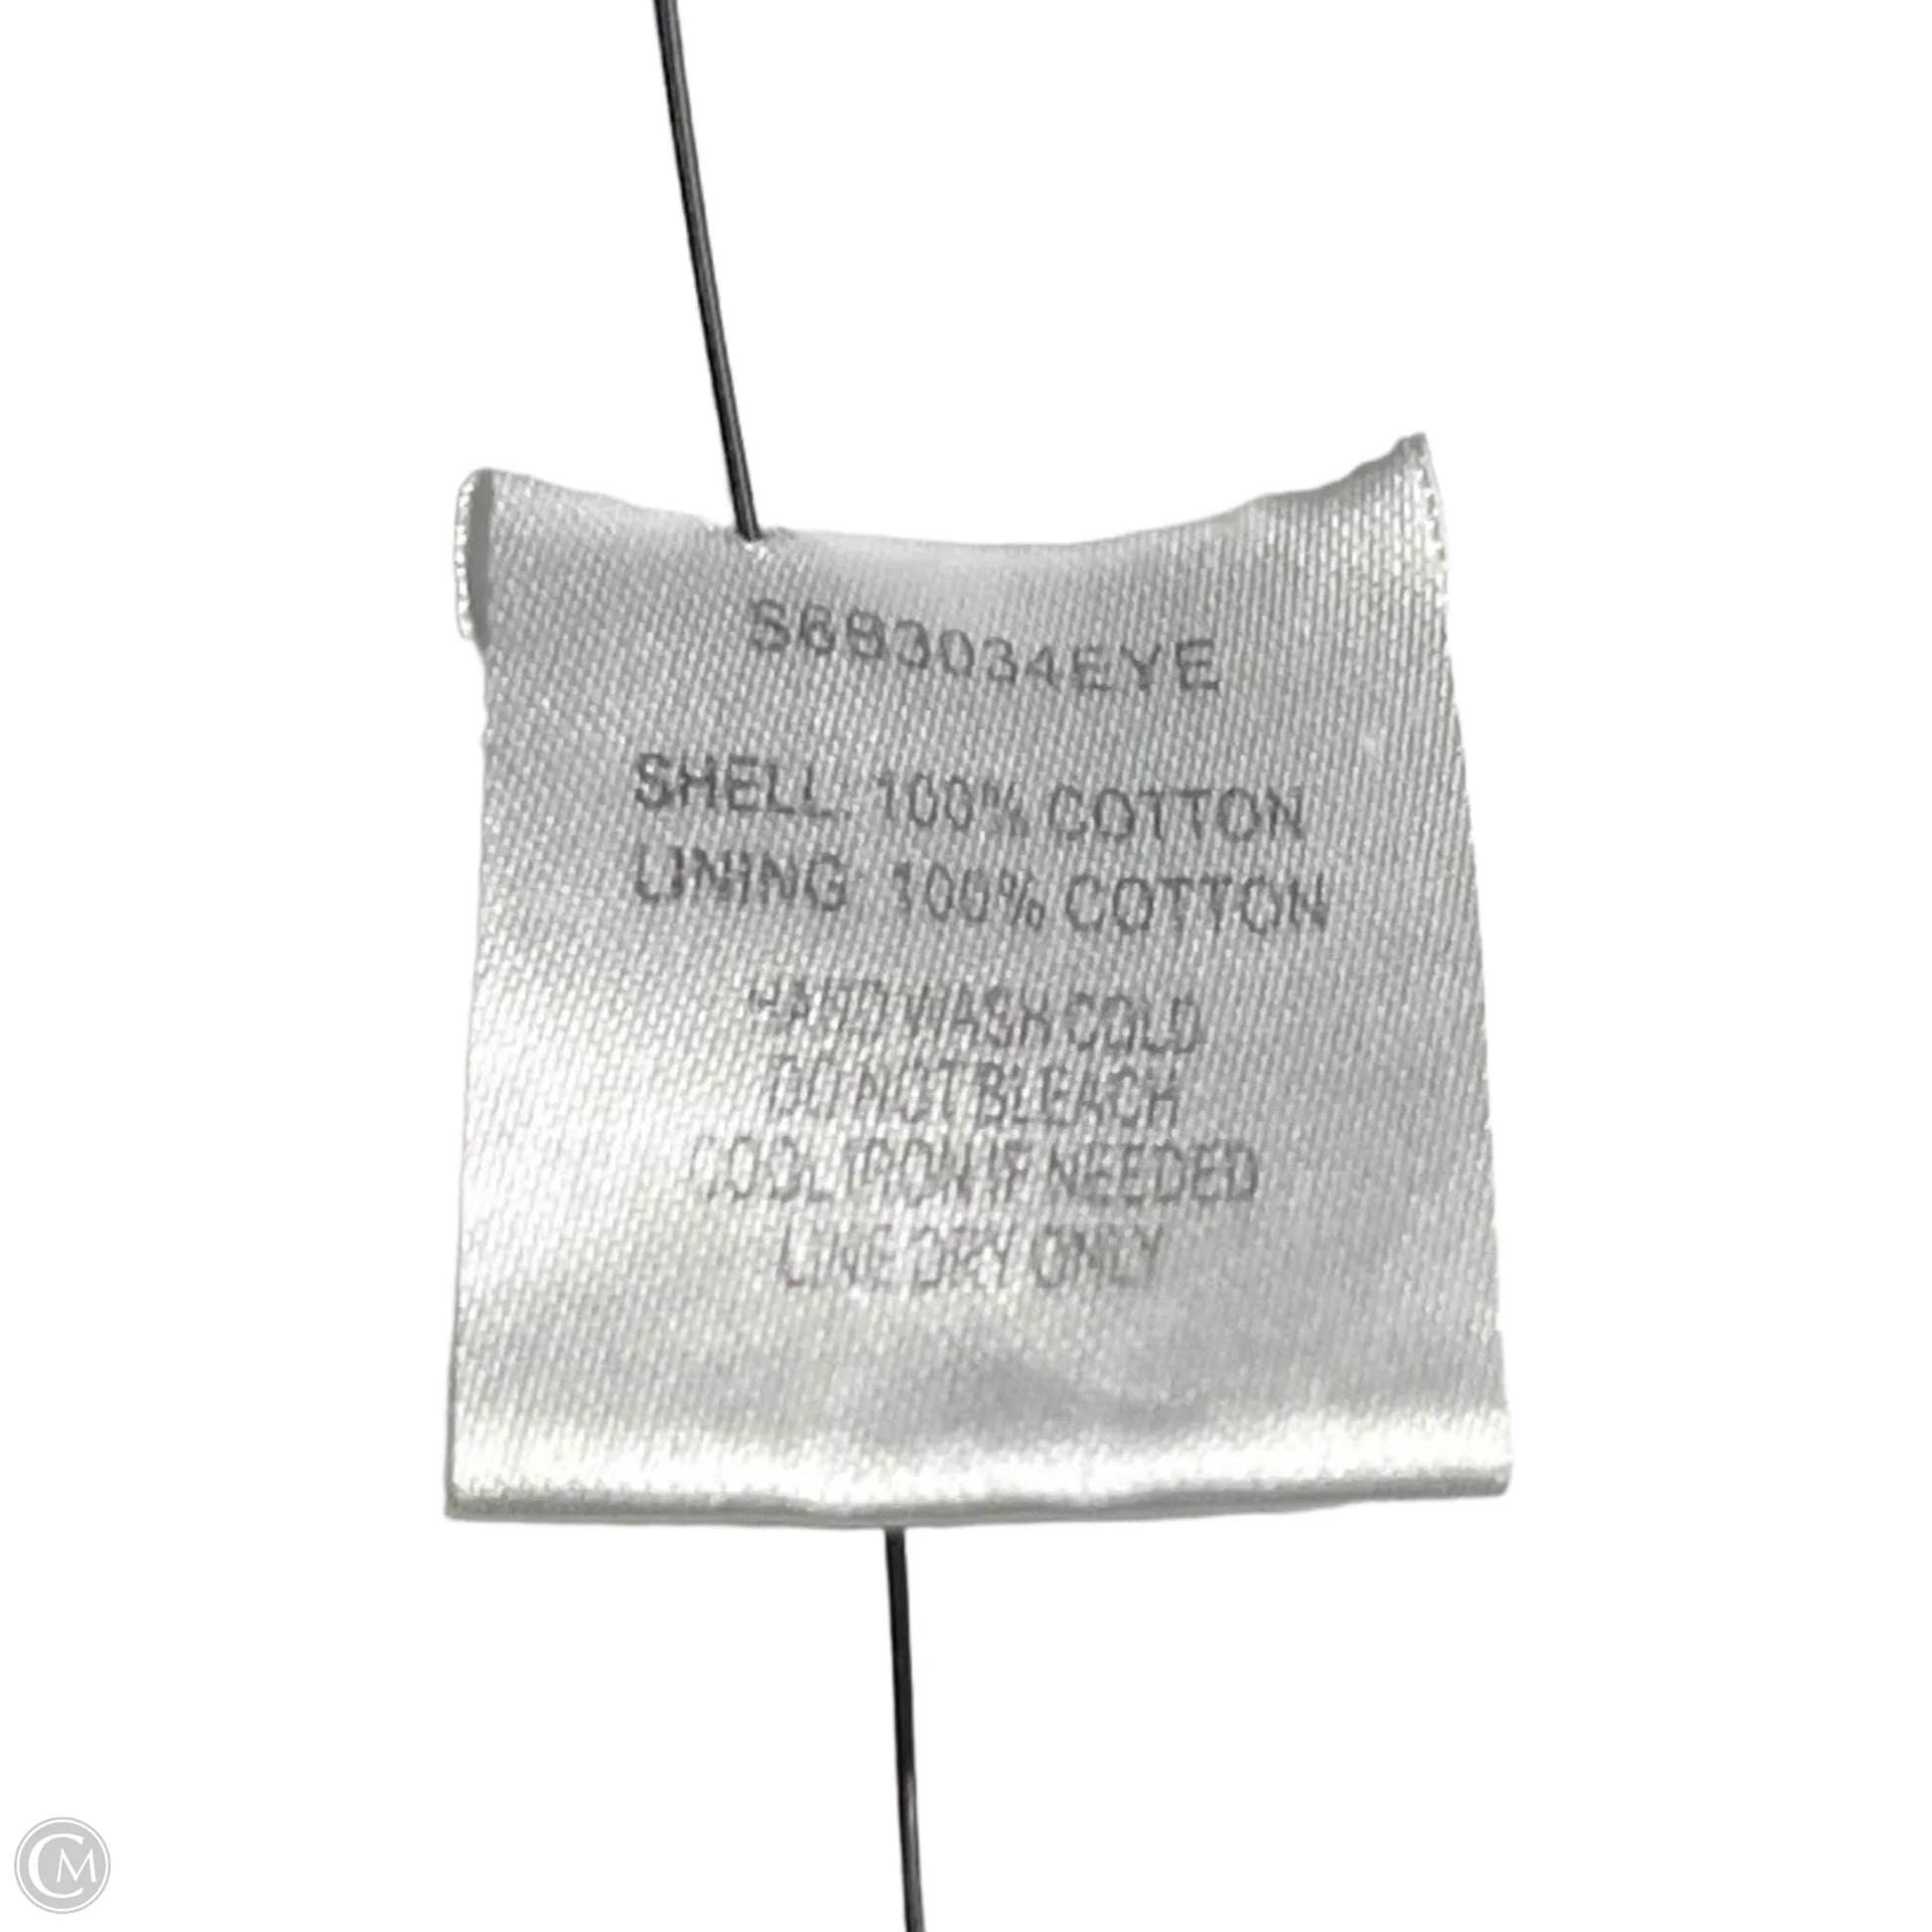 S6B3034EYE
SHELL: 100% COTTON
LINING: 100% COTTON
HAND WASH COLD
DO NOT BLEACH
COOL IRON IF NEEDED
LINE DRY ONLY
CM